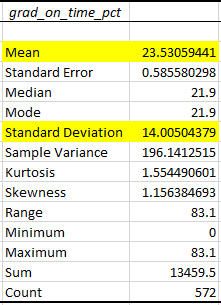 grad_on_time_pct
Mean 23.53059441
Standard Error 0.585580298
Median 21.9
Mode 21.9
Standard Deviation 14.00504379
Sample Variance 196.1412515
Kurtosis 1.554490601
Skewness 1.156384693
Range 83.1
Minimum 0
Maximum 83.1
Sum 13459.5
Count 572